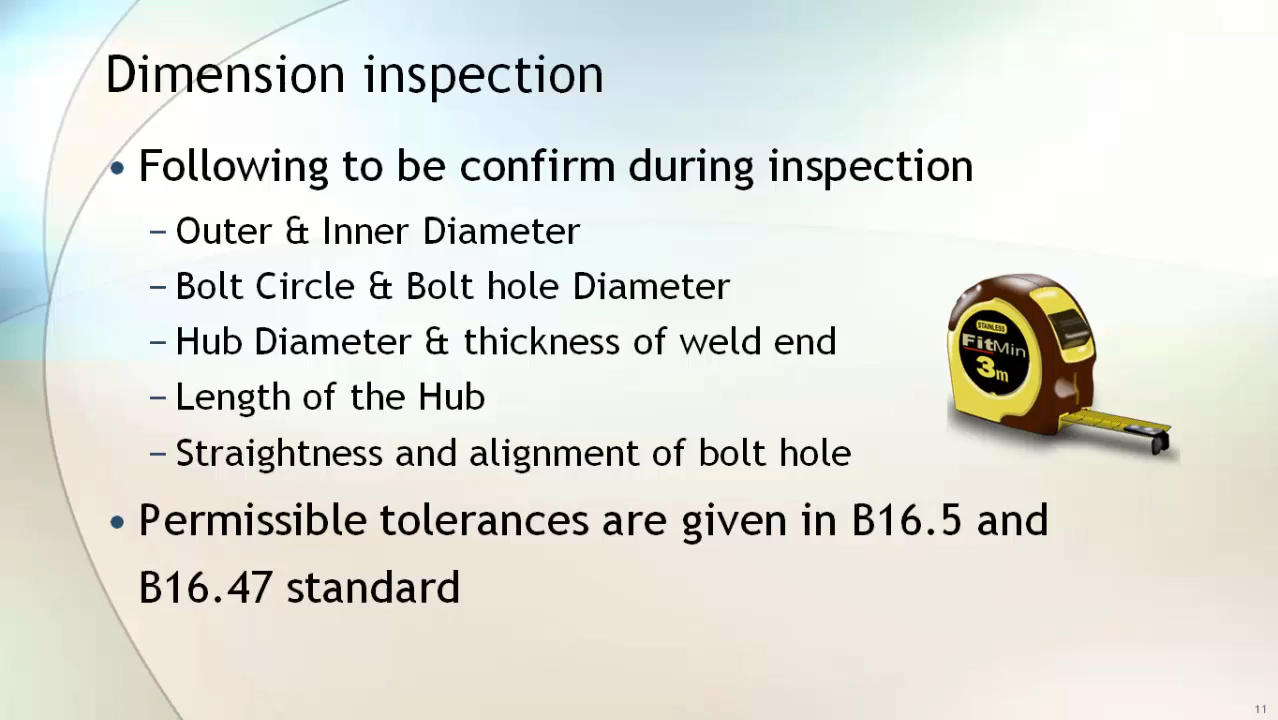 Dimension inspection
• Following to be confirm during inspection
– Outer & Inner Diameter
– Bolt Circle & Bolt hole Diameter
– Hub Diameter & thickness of weld end
– Length of the Hub
– Straightness and alignment of bolt hole
STAINLESS
FitMin
3m
• Permissible tolerances are given in B16.5 and
B16.47 standard
11